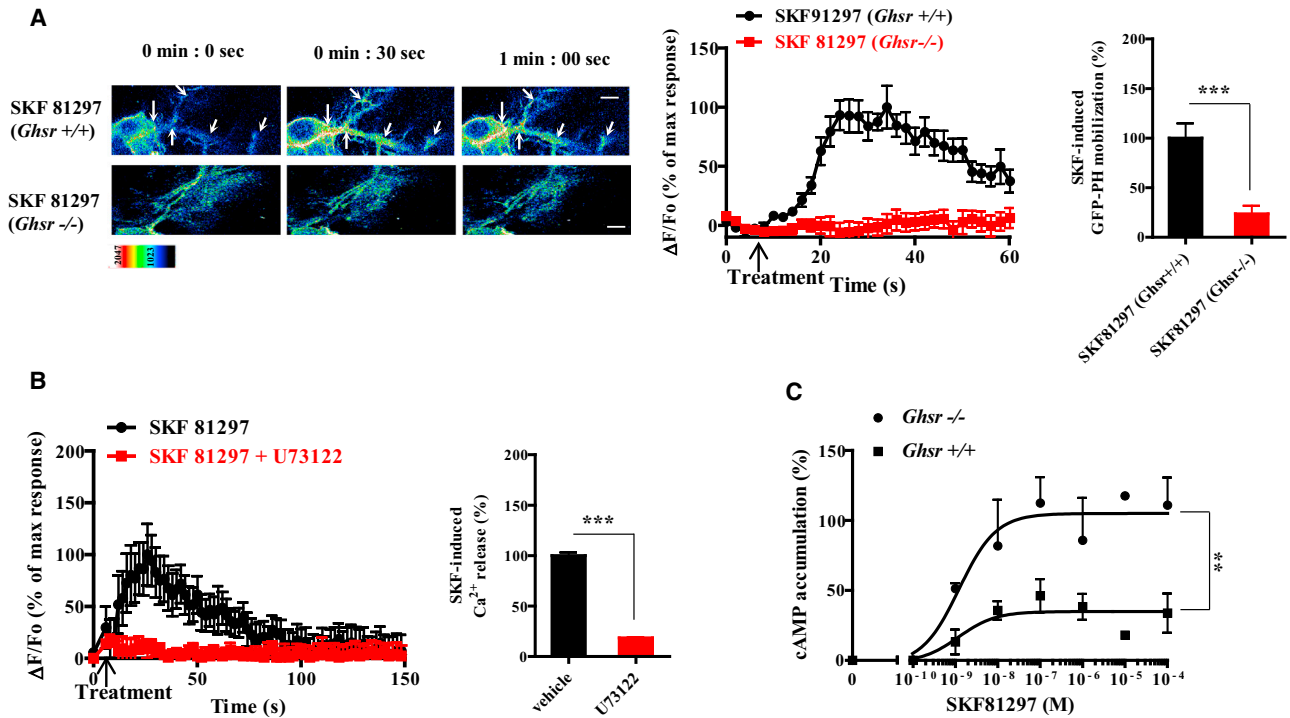 A
0 min : 0 sec
0 min : 30 sec
1 min : 00 sec
SKF 81297
(Ghsr +/+)
SKF 81297
(Ghsr -/-)
2047
1023
SKF91297 (Ghsr +/+)
SKF 81297 (Ghsr-/-)
ΔF/Fo (% of max response)
150
100
50
0
0
20
40
60
Treatment
Time (s)
SKF-induced
GFP-PH mobilization (%)
200
150
100
50
0
***
SKF81297 (Ghsr+/+)
SKF81297 (Ghsr-/-)
B
SKF 81297
SKF 81297 + U73122
ΔF/Fo (% of max response)
200
150
100
50
0
0
50
100
150
Treatment
Time (s)
SKF-induced
Ca²⁺ release (%)
200
150
100
50
0
***
vehicle
U73122
C
Ghsr -/-
Ghsr +/+
cAMP accumulation (%)
150
100
50
0
**
0
10⁻¹⁰
10⁻⁹
10⁻⁸
10⁻⁷
10⁻⁶
10⁻⁵
10⁻⁴
SKF81297 (M)